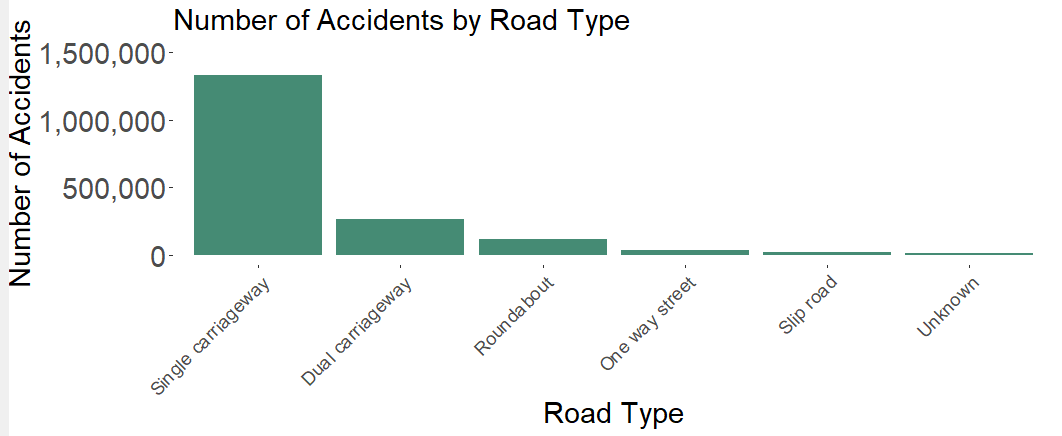 Number of Accidents by Road Type
Number of Accidents
1,500,000
1,000,000
500,000
0
Single carriageway
Dual carriageway
Roundabout
One way street
Slip road
Unknown
Road Type